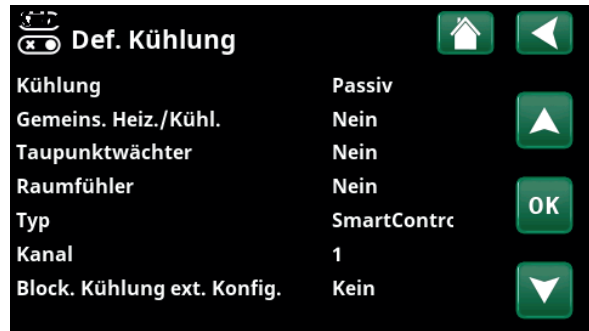 Def. Kühlung
Kühlung Passiv
Gemeins. Heiz./Kühl. Nein
Taupunktwächter Nein
Raumfühler Nein
Typ SmartContrc
Kanal 1
Block. Kühlung ext. Konfig. Kein
OK